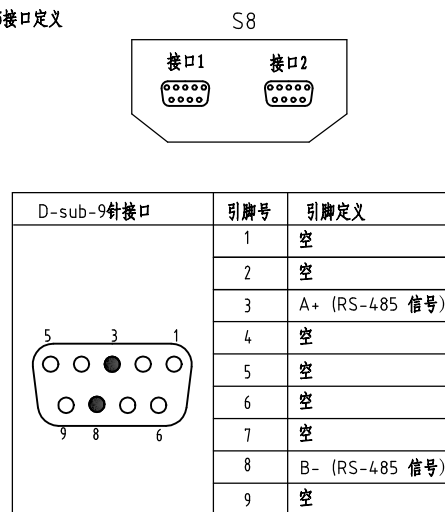 接口定义
S8
接口1 接口2
D-sub-9针接口 引脚号 引脚定义
1 空
2 空
3 A+ (RS-485 信号)
4 空
5 空
6 空
7 空
8 B- (RS-485 信号)
9 空
5 3 1
9 8 6